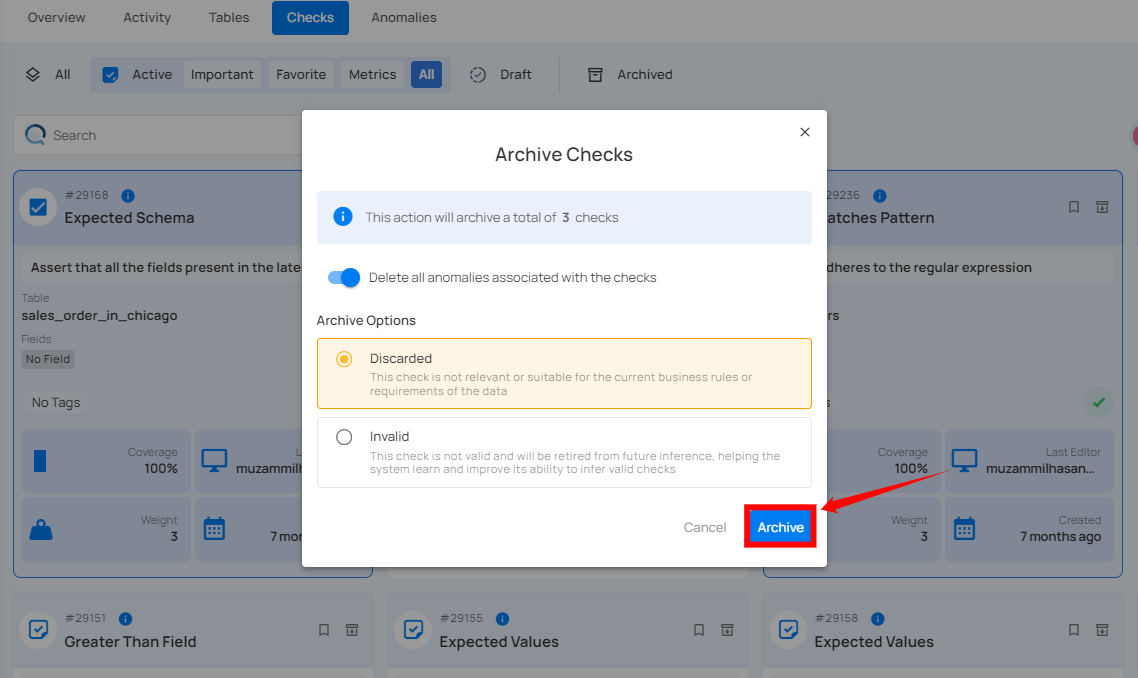 Overview Activity Tables Checks Anomalies
All Active Important Favorite Metrics All Draft Archived
Search
Archive Checks
This action will archive a total of 3 checks
Delete all anomalies associated with the checks
Archive Options
Discarded
This check is not relevant or suitable for the current business rules or
requirements of the data
Invalid
This check is not valid and will be retired from future inference, helping the
system learn and improve its ability to infer valid checks
Cancel Archive
#29168
Expected Schema
Assert that all the fields present in the late
Table
sales_order_in_chicago
Fields
No Field
No Tags
Coverage
100%
L
muzammilh
Weight
3
7 mon
29236
atches Pattern
dheres to the regular expression
rs
s
Coverage
100%
Last Editor
muzammilhasan...
Weight
3
Created
7 months ago
#29151
Greater Than Field
#29155
Expected Values
#29158
Expected Values